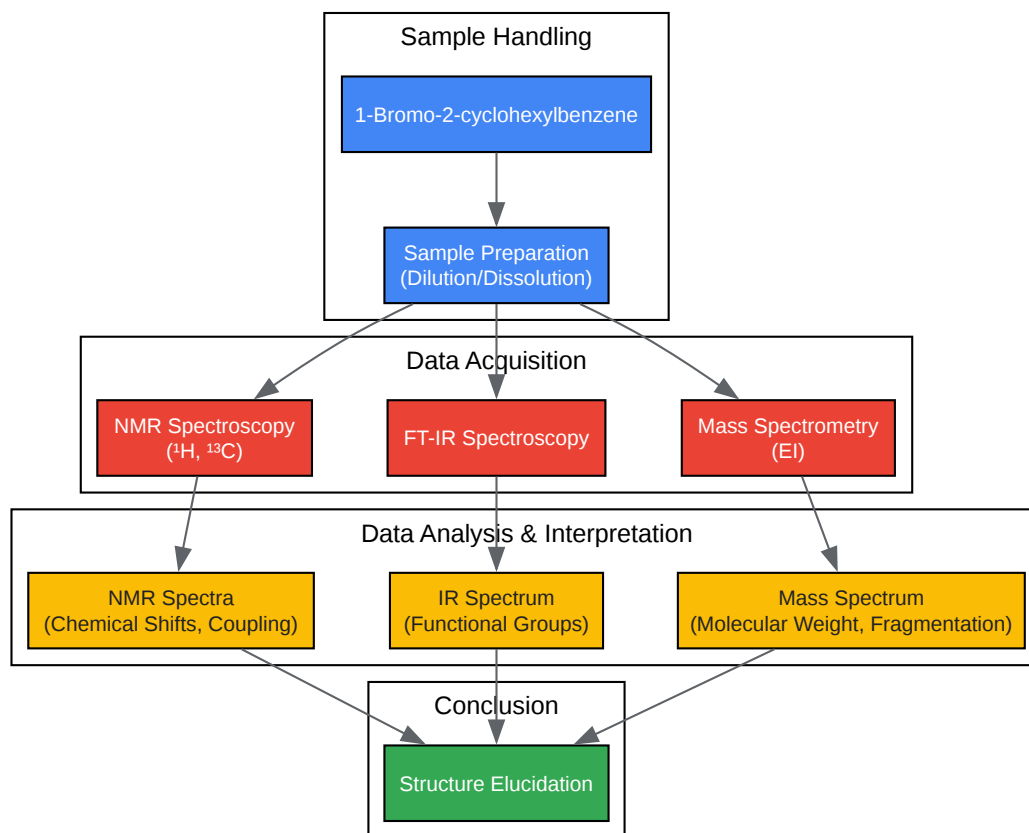 Sample Handling
1-Bromo-2-cyclohexylbenzene
Sample Preparation
(Dilution/Dissolution)
Data Acquisition
NMR Spectroscopy
(¹H, ¹³C)
FT-IR Spectroscopy
Mass Spectrometry
(EI)
Data Analysis & Interpretation
NMR Spectra
(Chemical Shifts, Coupling)
IR Spectrum
(Functional Groups)
Mass Spectrum
(Molecular Weight, Fragmentation)
Conclusion
Structure Elucidation